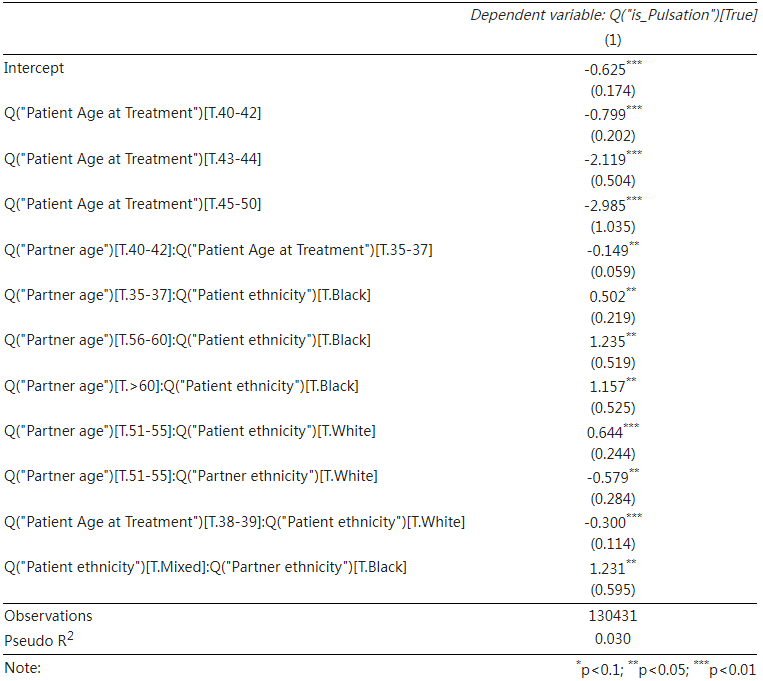 Dependent variable: Q("is_Pulsation")[True]
(1)
Intercept -0.625***
(0.174)
Q("Patient Age at Treatment")[T.40-42] -0.799***
(0.202)
Q("Patient Age at Treatment")[T.43-44] -2.119***
(0.504)
Q("Patient Age at Treatment")[T.45-50] -2.985***
(1.035)
Q("Partner age")[T.40-42]:Q("Patient Age at Treatment")[T.35-37] -0.149**
(0.059)
Q("Partner age")[T.35-37]:Q("Patient ethnicity")[T.Black] 0.502**
(0.219)
Q("Partner age")[T.56-60]:Q("Patient ethnicity")[T.Black] 1.235**
(0.519)
Q("Partner age")[T.>60]:Q("Patient ethnicity")[T.Black] 1.157**
(0.525)
Q("Partner age")[T.51-55]:Q("Patient ethnicity")[T.White] 0.644***
(0.244)
Q("Partner age")[T.51-55]:Q("Partner ethnicity")[T.White] -0.579**
(0.284)
Q("Patient Age at Treatment")[T.38-39]:Q("Patient ethnicity")[T.White] -0.300***
(0.114)
Q("Patient ethnicity")[T.Mixed]:Q("Partner ethnicity")[T.Black] 1.231**
(0.595)
Observations 130431
Pseudo R2 0.030
Note: *p<0.1; **p<0.05; ***p<0.01